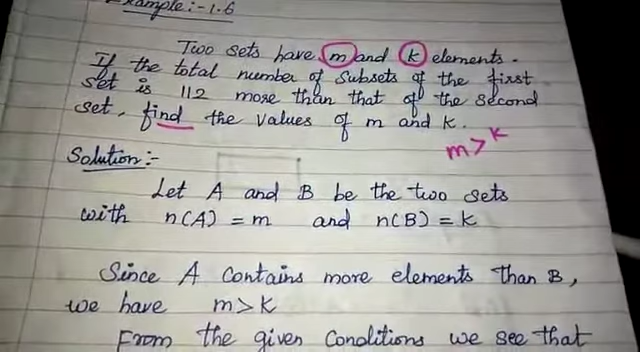 Example:-1.6
Two sets have m and k elements.
If the total number of subsets of the first
set is 112 more than that of the second
set, find the values of m and k.
m>k
Solution:-
Let A and B be the two sets
with n(A) = m and n(B) = k
Since A contains more elements than B,
we have m>k
From the given conditions we see that